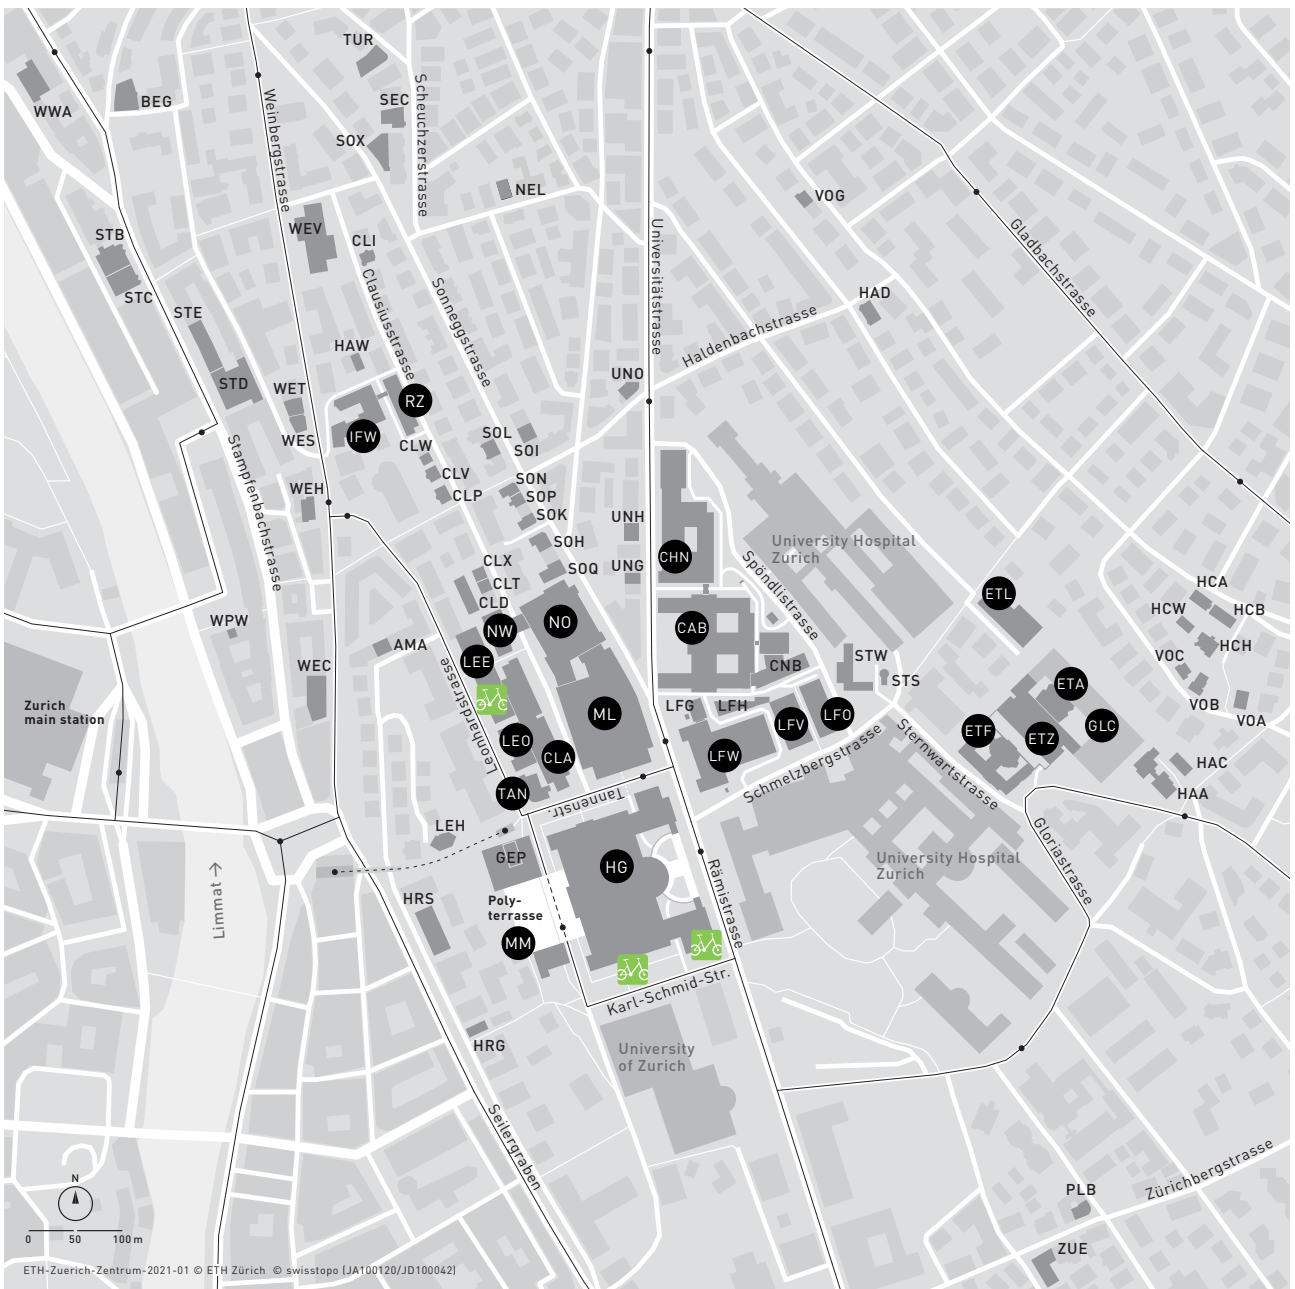 TUR
Scheuchzerstrasse
SEC
BEG
WWA
Weinbergstrasse
SOX
NEL
VOG
WEV
STB
CLI
Universitätstrasse
Gladbachstrasse
STC
Clausiusstrasse
Sonneggstrasse
HAD
STE
Haldenbachstrasse
HAW
UNO
STD
WET
RZ
IFW
WES
CLW
SOL
SOI
Stampfenbachstrasse
CLV
SON
WEH
CLP
SOP
SOK
UNH
SOH
University Hospital
Zurich
CHN
CLX
SOQ
UNG
Spöndlistrasse
CLT
ETL
HCA
CLD
HCW
HCB
WPW
NW
NO
CAB
AMA
HCH
LEE
CNB
STW
VOC
WEC
STS
ETA
Leonhardstrasse
Zurich
main station
LFG
LFH
VOB
VOA
ML
LFV
LFO
GLC
ETF
ETZ
LEO
CLA
LFW
Sternwartstrasse
HAC
Schmelzbergstrasse
TAN
HAA
Tannenstr.
LEH
GEP
HG
Gloriastrasse
University Hospital
Zurich
Limmat →
HRS
Poly-
terrasse
Rämistrasse
MM
Karl-Schmid-Str.
HRG
University
of Zurich
Seilergraben
Zürichbergstrasse
N
PLB
0 50 100 m
ZUE
ETH-Zuerich-Zentrum-2021-01 © ETH Zürich © swisstopo (JA100120/JD100042)